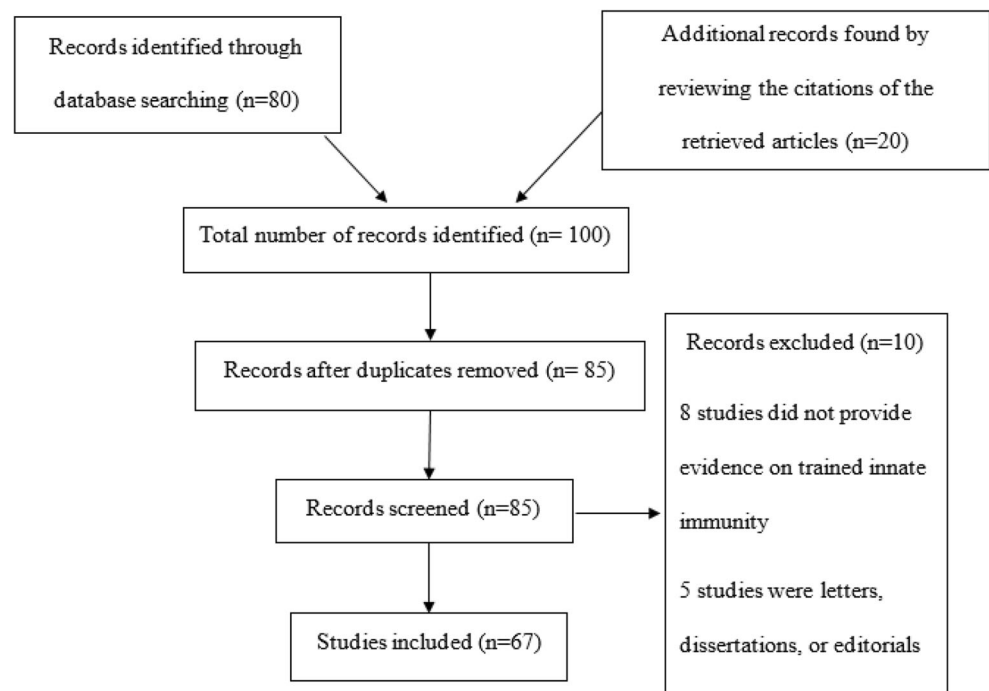 Records identified through
database searching (n=80)
Additional records found by
reviewing the citations of the
retrieved articles (n=20)
Total number of records identified (n= 100)
Records after duplicates removed (n= 85)
Records screened (n=85)
Records excluded (n=10)
8 studies did not provide
evidence on trained innate
immunity
5 studies were letters,
dissertations, or editorials
Studies included (n=67)